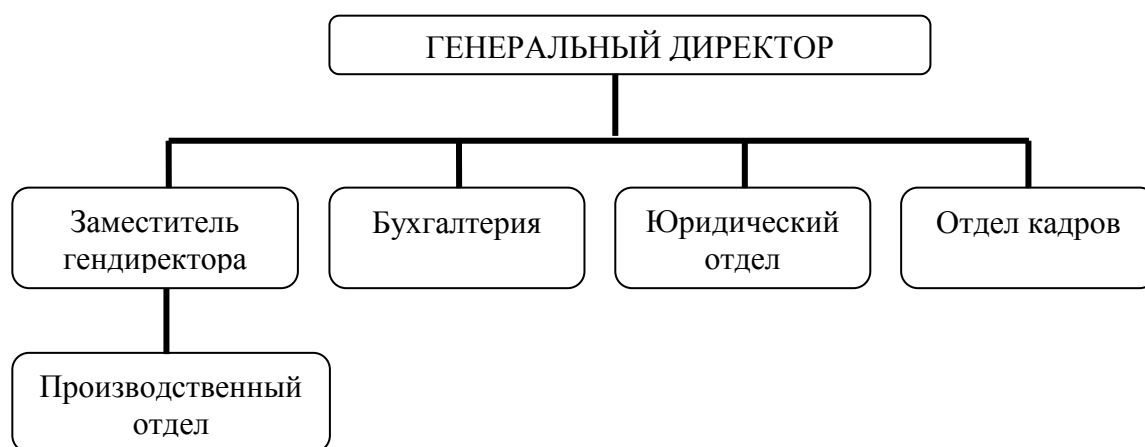 ГЕНЕРАЛЬНЫЙ ДИРЕКТОР
Заместитель
гендиректора
Бухгалтерия
Юридический
отдел
Отдел кадров
Производственный
отдел